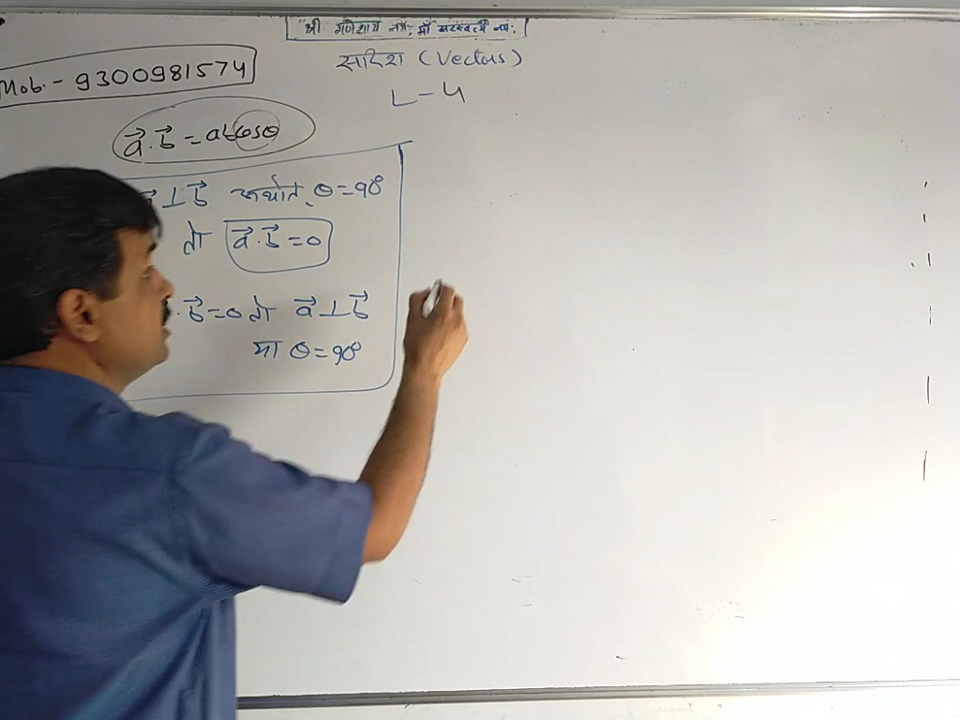 "श्री गणेशाय नमः, माँ सरस्वत्यै नमः"
सदिश (Vectors)
Mob. - 9300981574
L - 4
a⃗.b⃗ = ab cosθ
a⃗ ⊥ b⃗ अर्थात् θ = 90°
तो a⃗.b⃗ = 0
. b⃗ = 0 तो a⃗ ⊥ b⃗
या θ = 90°